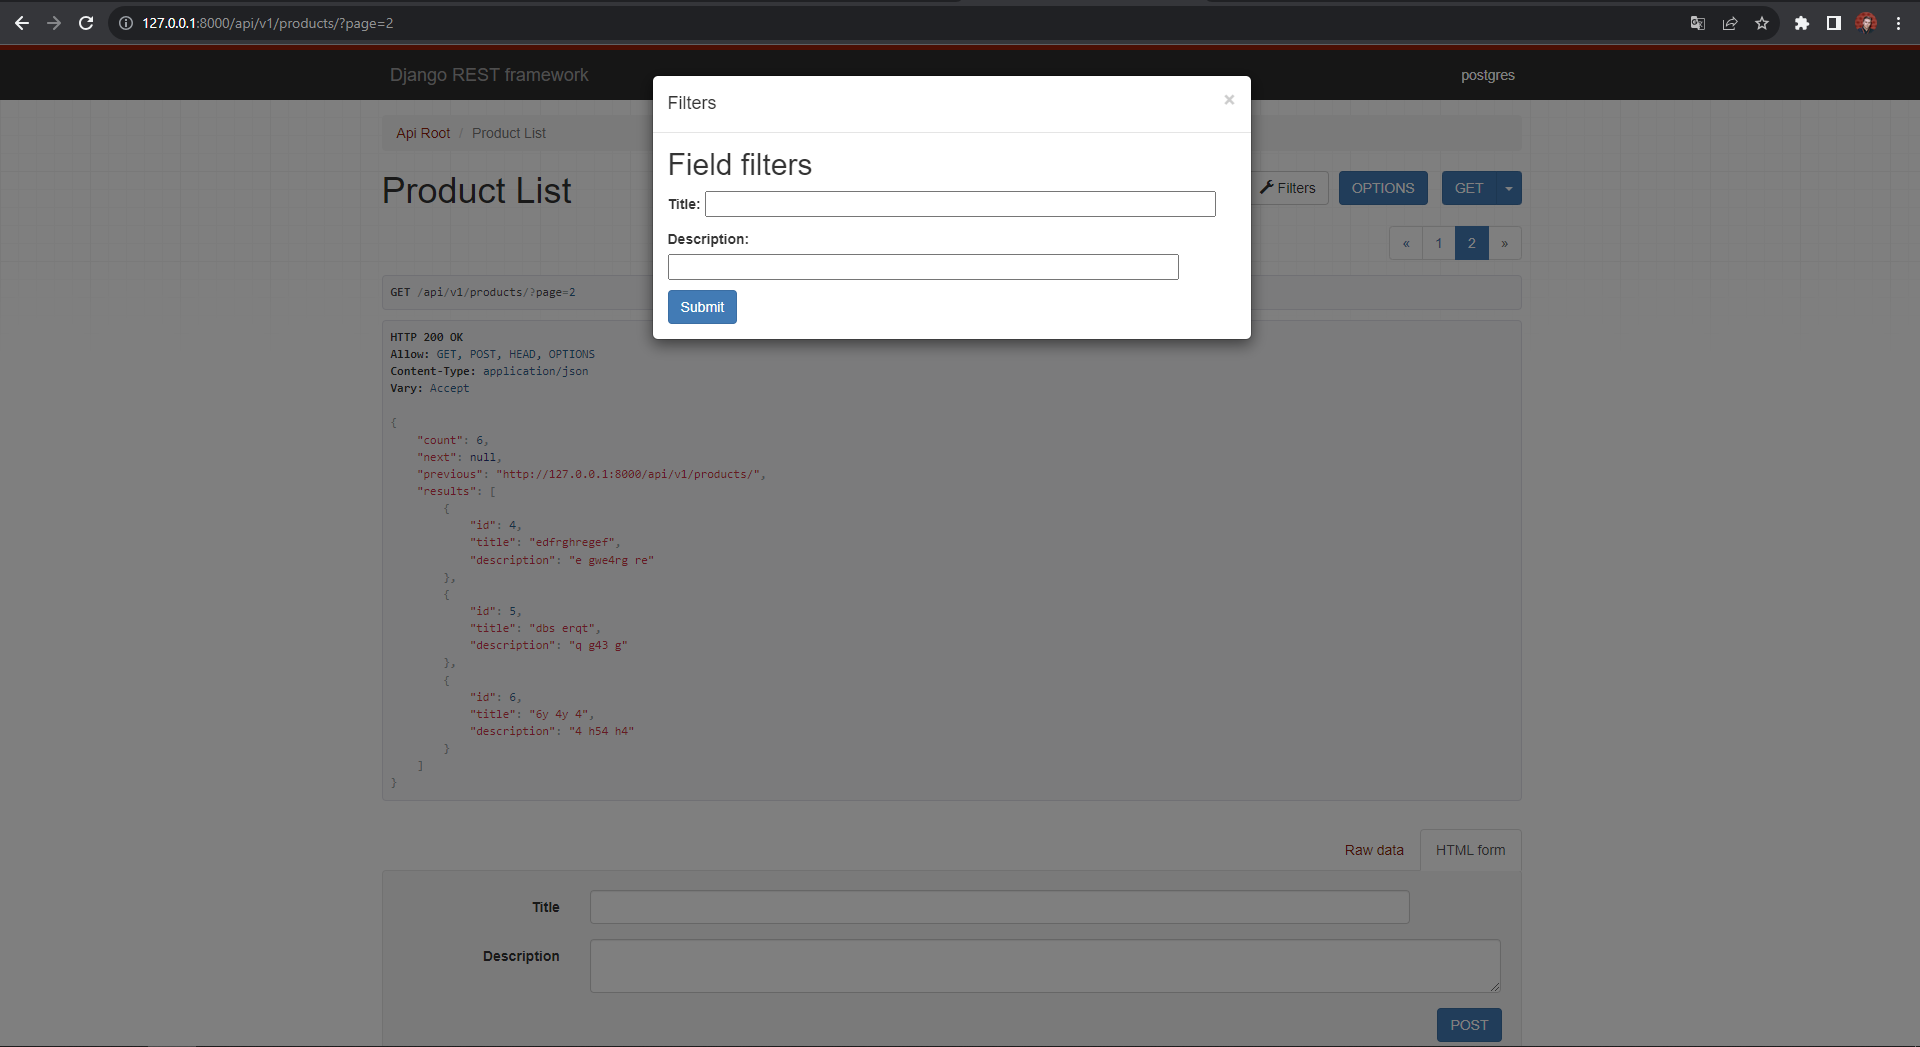 127.0.0.1:8000/api/v1/products/?page=2
Django REST framework
postgres
Filters
×
Api Root / Product List
Field filters
Product List
Filters
OPTIONS
GET
Title:
Description:
« 1 2 »
Submit
GET /api/v1/products/?page=2
HTTP 200 OK
Allow: GET, POST, HEAD, OPTIONS
Content-Type: application/json
Vary: Accept
{
"count": 6,
"next": null,
"previous": "http://127.0.0.1:8000/api/v1/products/",
"results": [
{
"id": 4,
"title": "edfrghregef",
"description": "e gwe4rg re"
},
{
"id": 5,
"title": "dbs erqt",
"description": "q g43 g"
},
{
"id": 6,
"title": "6y 4y 4",
"description": "4 h54 h4"
}
]
}
Raw data
HTML form
Title
Description
POST